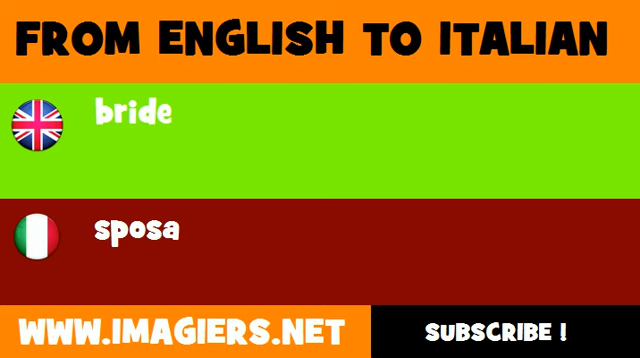 FROM ENGLISH TO ITALIAN
bride
sposa
WWW.IMAGIERS.NET
SUBSCRIBE !